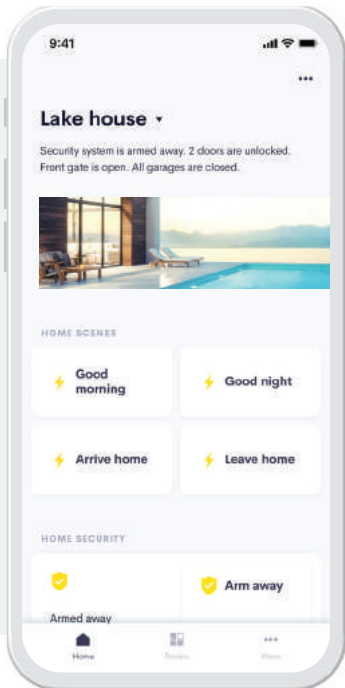 9:41
Lake house
Security system is armed away. 2 doors are unlocked.
Front gate is open. All garages are closed.
HOME SCENES
Good
morning
Good night
Arrive home
Leave home
HOME SECURITY
Arm away
Armed away
Home
Rooms
More